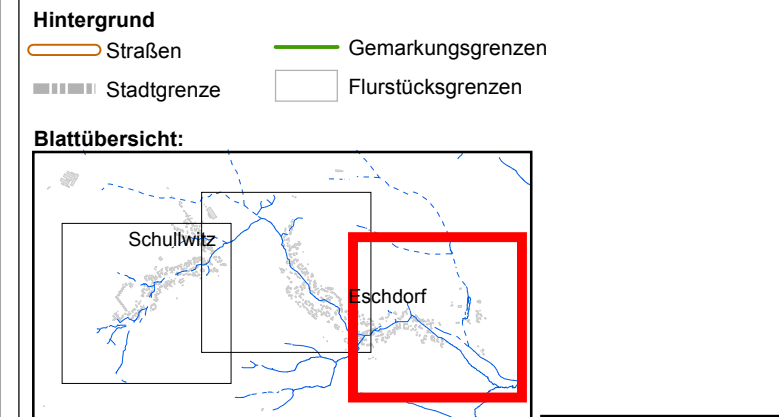 Hintergrund
Straßen
Gemarkungsgrenzen
Stadtgrenze
Flurstücksgrenzen
Blattübersicht:
Schullwitz
Eschdorf